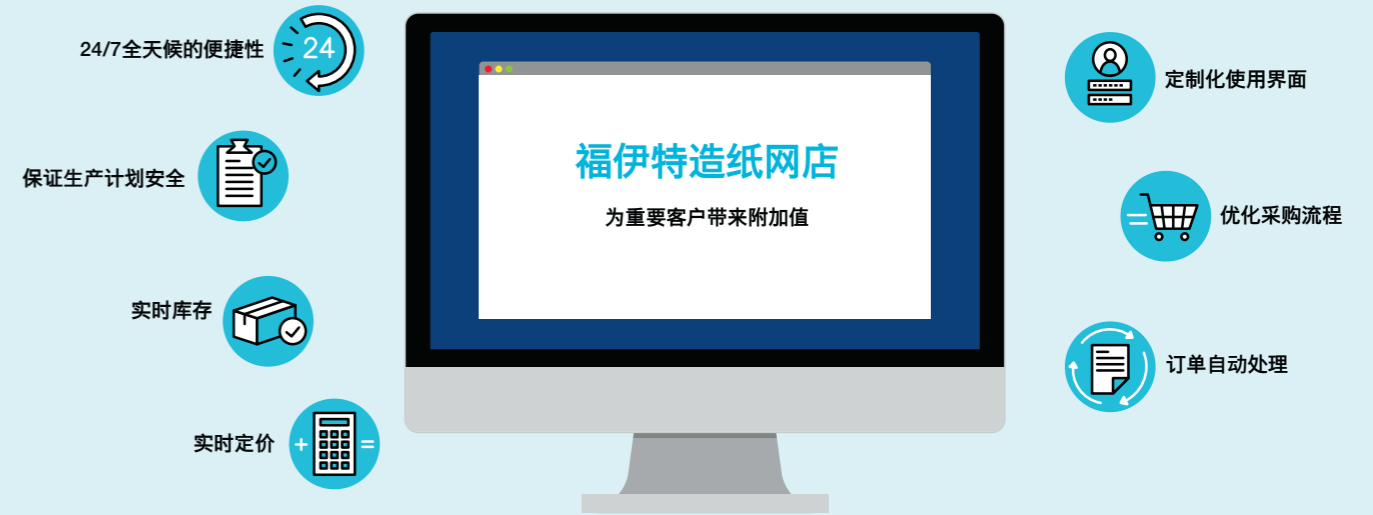 24/7全天候的便捷性
24
保证生产计划安全
实时库存
实时定价
福伊特造纸网店
为重要客户带来附加值
定制化使用界面
优化采购流程
订单自动处理